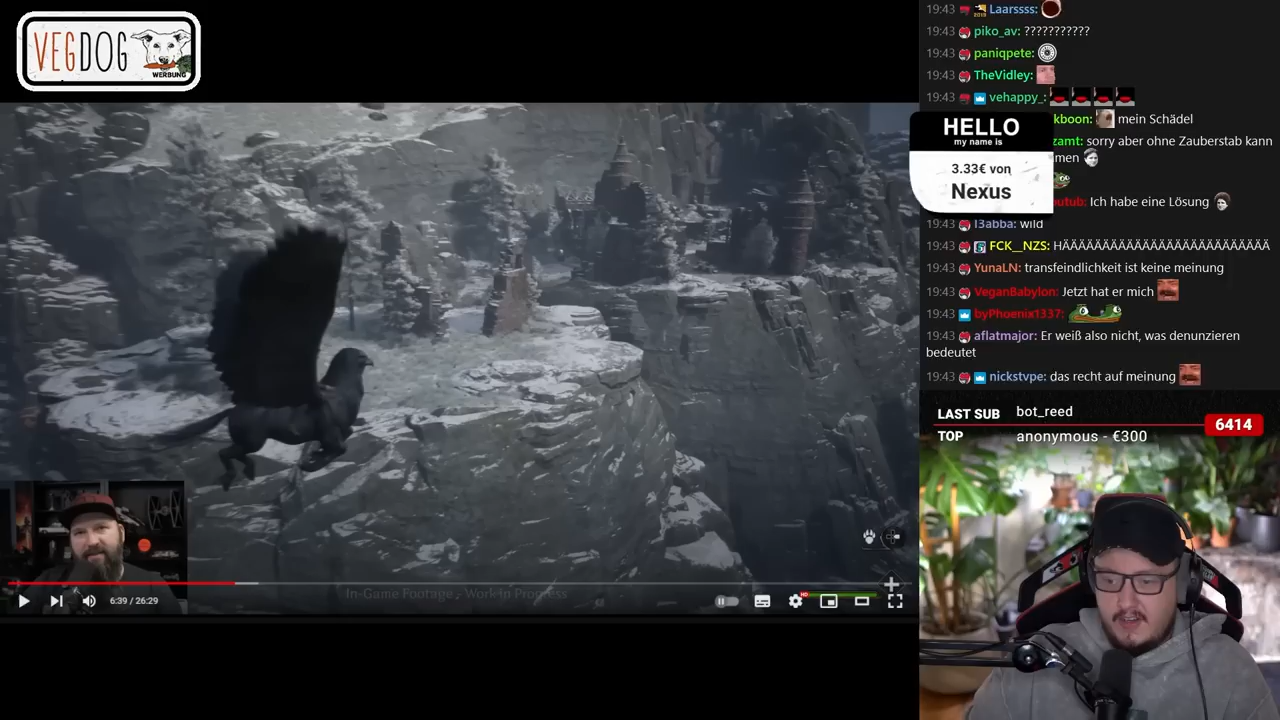 VEGDOG
WERBUNG
6:39 / 26:29
In-Game Footage - Work in Progress
HD
19:43 Laarssss:
19:43 piko_av: ???????????
19:43 paniqpete:
19:43 TheVidley:
19:43 vehappy_:
kboon: mein Schädel
zamt: sorry aber ohne Zauberstab kann
men
utub: Ich habe eine Lösung
19:43 l3abba: wild
19:43 FCK__NZS: HÄÄÄÄÄÄÄÄÄÄÄÄÄÄÄÄÄÄÄÄÄÄÄÄÄ
19:43 YunaLN: transfeindlichkeit ist keine meinung
19:43 VeganBabylon: Jetzt hat er mich
19:43 byPhoenix1337:
19:43 aflatmajor: Er weiß also nicht, was denunzieren
bedeutet
19:43 nickstvpe: das recht auf meinung
HELLO
my name is
3.33€ von
Nexus
LAST SUB bot_reed
TOP anonymous - €300
6414